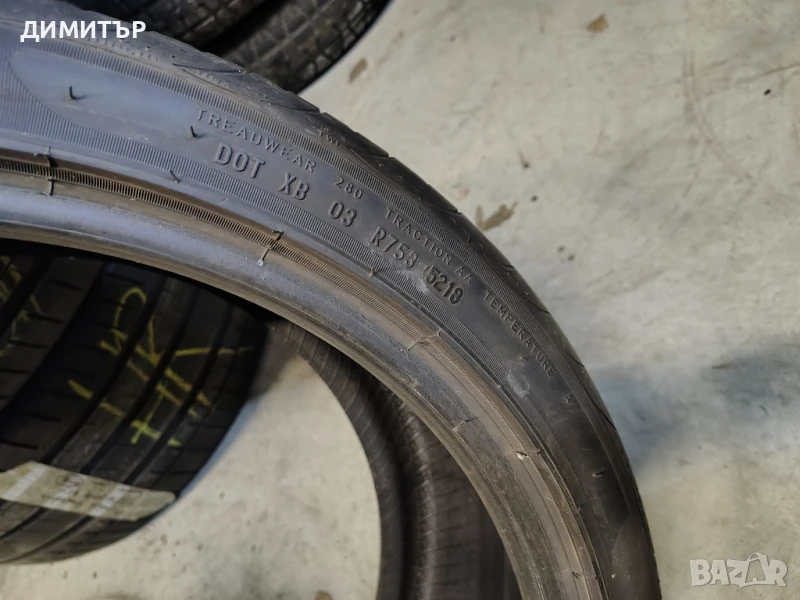 ДИМИТЪР
TREADWEAR 280 TRACTION AA TEMPERATURE A
DOT XB 03 R753 5218
BAZAR